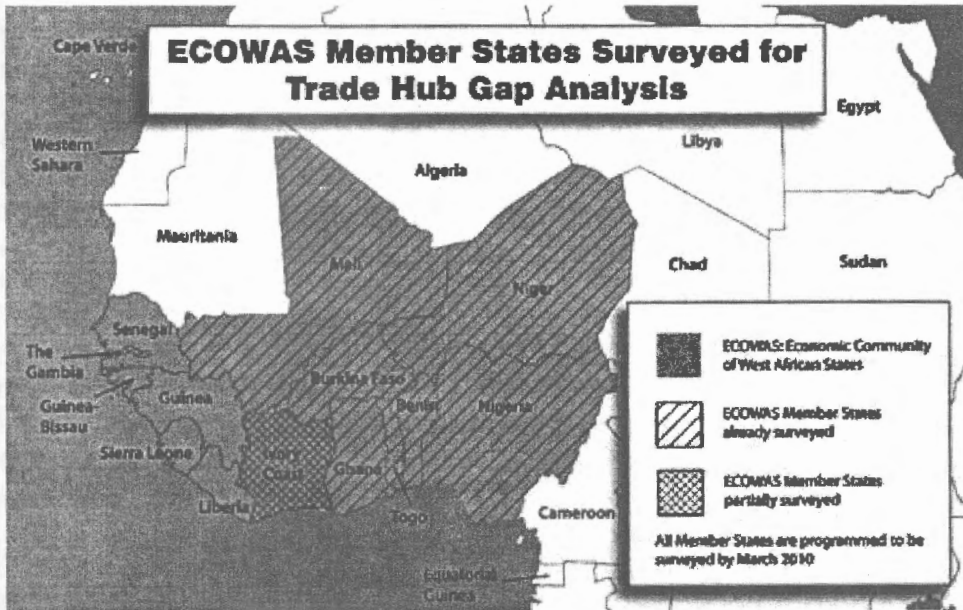 Cape Verde
ECOWAS Member States Surveyed for
Trade Hub Gap Analysis
Egypt
Libya
Western
Sahara
Algeria
Mauritania
Mali
Niger
Chad
Sudan
Senegal
The
Gambia
Guinea-
Bissau
Guinea
Burkina Faso
Benin
Nigeria
Sierra Leone
Ivory
Coast
Ghana
Liberia
Togo
Cameroon
Equatorial
Guinea
ECOWAS: Economic Community
of West African States
ECOWAS Member States
already surveyed
ECOWAS Member States
partially surveyed
All Member States are programmed to be
surveyed by March 2010